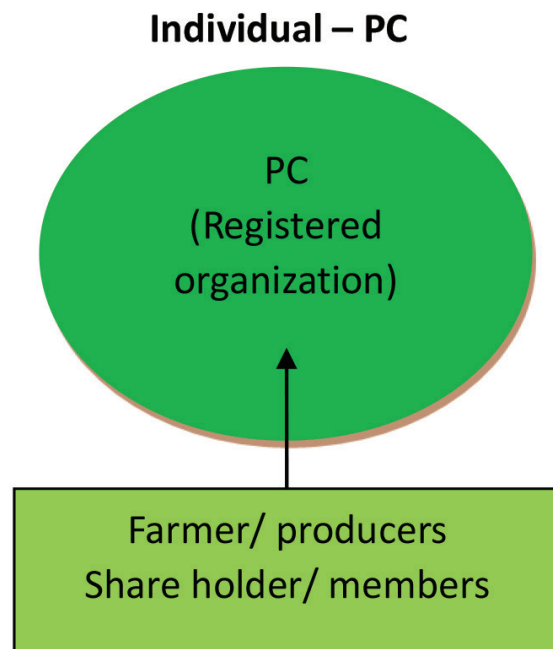 Individual – PC
PC
(Registered
organization)
Farmer/ producers
Share holder/ members